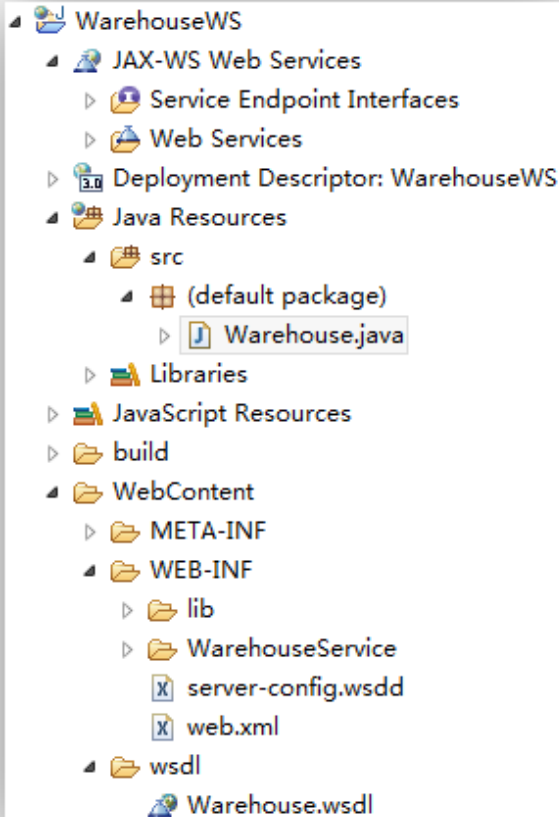 WarehouseWS
JAX-WS Web Services
Service Endpoint Interfaces
Web Services
3.0 Deployment Descriptor: WarehouseWS
Java Resources
src
(default package)
J Warehouse.java
Libraries
JavaScript Resources
build
WebContent
META-INF
WEB-INF
lib
WarehouseService
X server-config.wsdd
X web.xml
wsdl
Warehouse.wsdl